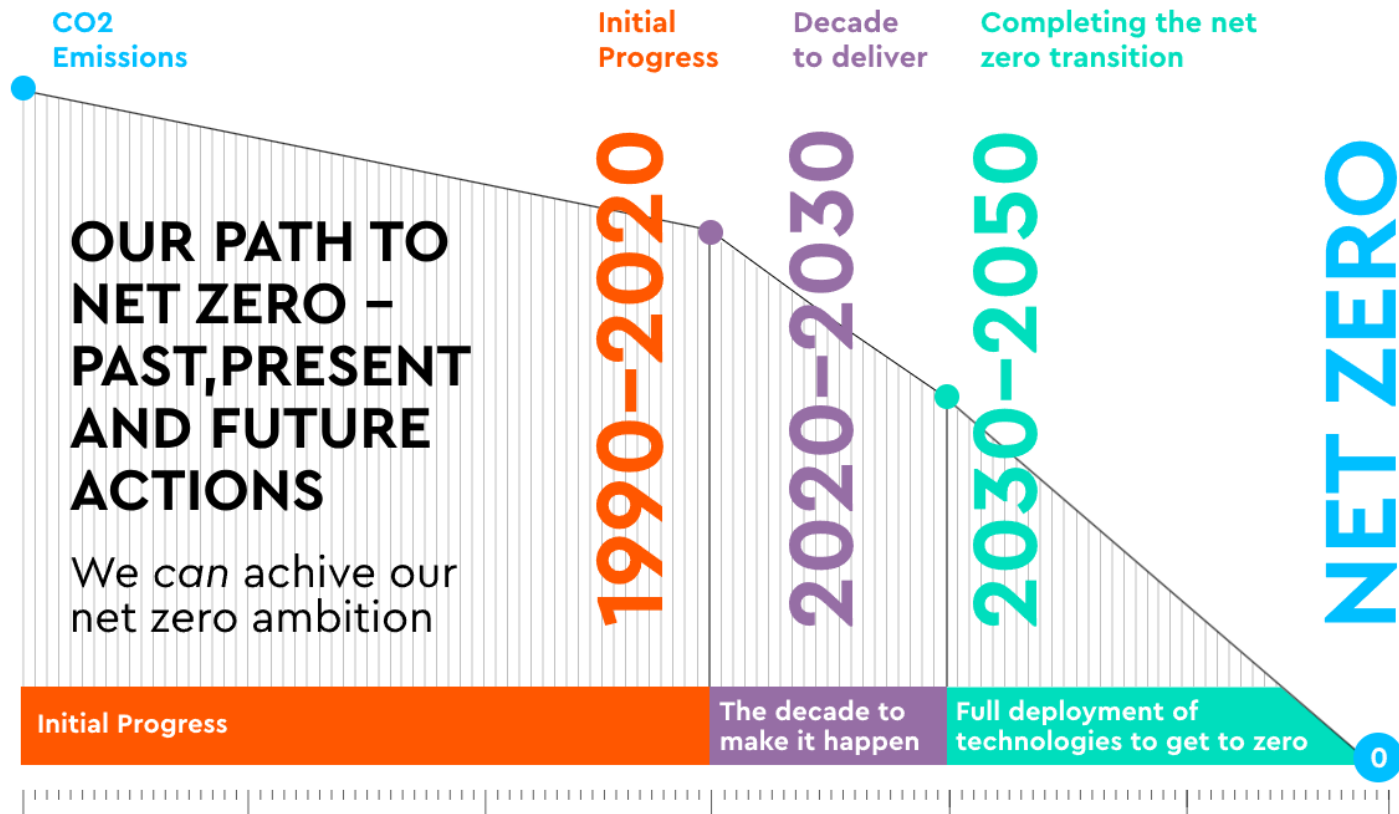 CO2
Emissions
Initial
Progress
Decade
to deliver
Completing the net
zero transition
OUR PATH TO
NET ZERO –
PAST,PRESENT
AND FUTURE
ACTIONS
We can achive our
net zero ambition
1990–2020
2020–2030
2030–2050
NET ZERO
Initial Progress
The decade to
make it happen
Full deployment of
technologies to get to zero
0